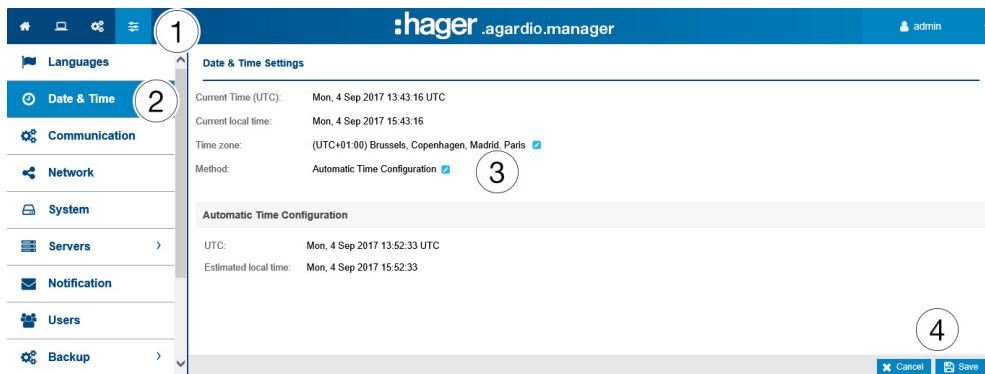 1
:hager .agardio.manager
admin
Languages
Date & Time
2
Communication
Network
System
Servers
Notification
Users
Backup
Date & Time Settings
Current Time (UTC): Mon, 4 Sep 2017 13:43:16 UTC
Current local time: Mon, 4 Sep 2017 15:43:16
Time zone: (UTC+01:00) Brussels, Copenhagen, Madrid, Paris
Method: Automatic Time Configuration
3
Automatic Time Configuration
UTC: Mon, 4 Sep 2017 13:52:33 UTC
Estimated local time: Mon, 4 Sep 2017 15:52:33
4
Cancel Save